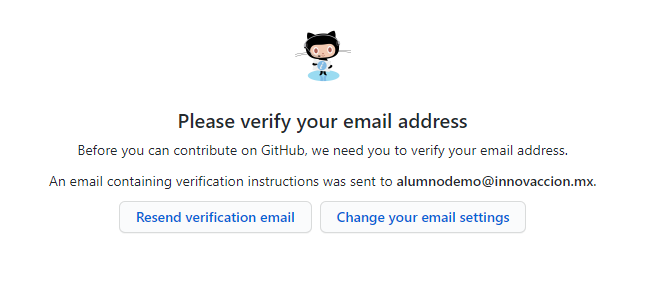 Please verify your email address
Before you can contribute on GitHub, we need you to verify your email address.
An email containing verification instructions was sent to alumnodemo@innovaccion.mx.
Resend verification email
Change your email settings